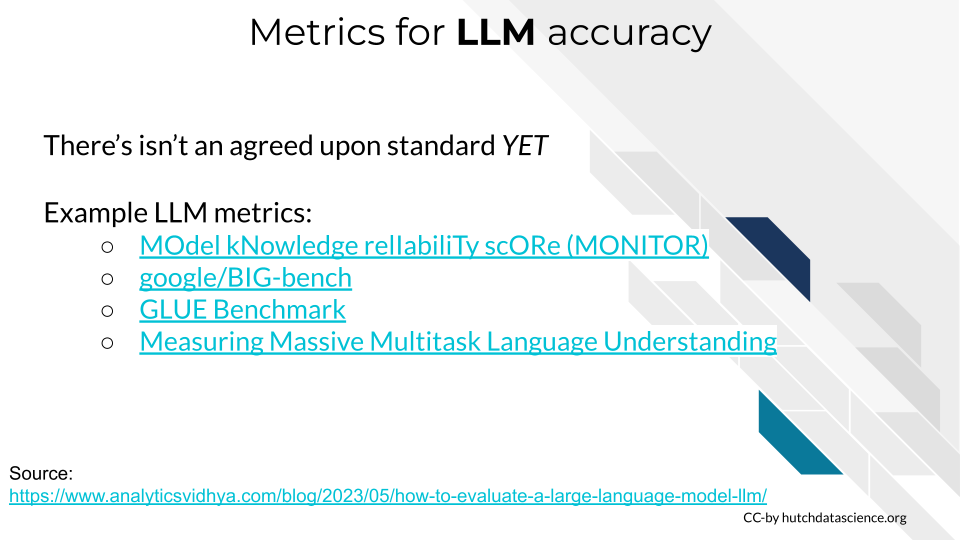 Metrics for LLM accuracy
There's isn't an agreed upon standard YET
Example LLM metrics:
○ MOdel kNowledge relIabiliTy scORe (MONITOR)
○ google/BIG-bench
○ GLUE Benchmark
○ Measuring Massive Multitask Language Understanding
Source:
https://www.analyticsvidhya.com/blog/2023/05/how-to-evaluate-a-large-language-model-llm/
CC-by hutchdatascience.org